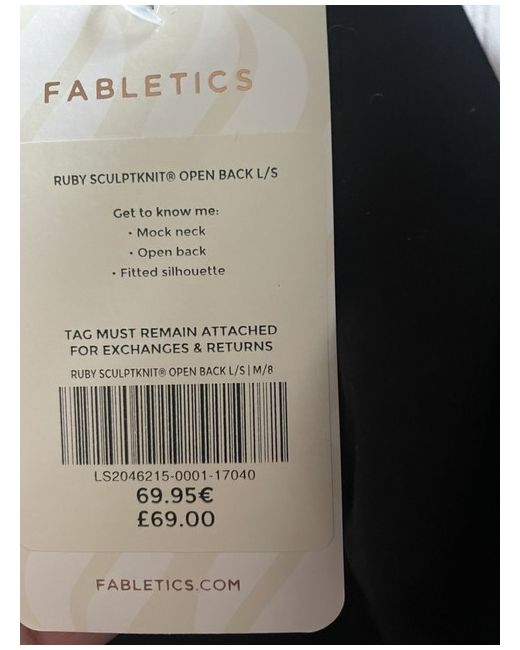 FABLETICS
RUBY SCULPTKNIT® OPEN BACK L/S
Get to know me:
• Mock neck
• Open back
• Fitted silhouette
TAG MUST REMAIN ATTACHED
FOR EXCHANGES & RETURNS
RUBY SCULPTKNIT® OPEN BACK L/S | M/8
LS2046215-0001-17040
69.95€
£69.00
FABLETICS.COM